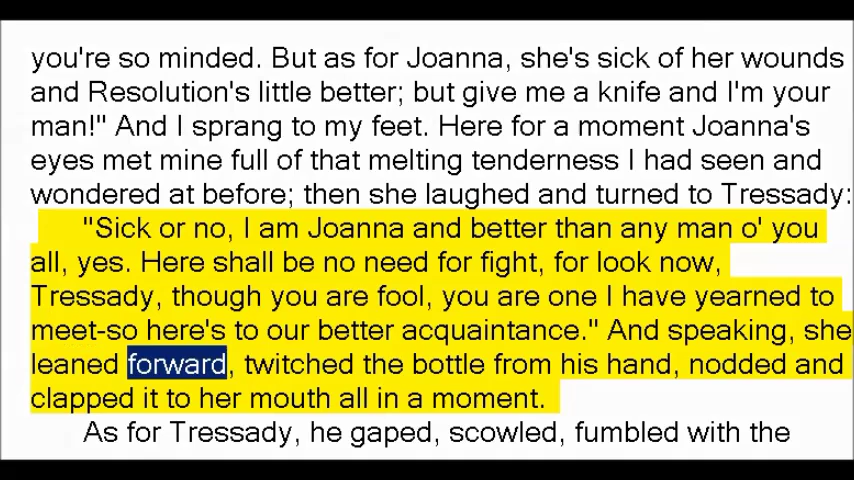 you're so minded. But as for Joanna, she's sick of her wounds
and Resolution's little better; but give me a knife and I'm your
man!" And I sprang to my feet. Here for a moment Joanna's
eyes met mine full of that melting tenderness I had seen and
wondered at before; then she laughed and turned to Tressady:
"Sick or no, I am Joanna and better than any man o' you
all, yes. Here shall be no need for fight, for look now,
Tressady, though you are fool, you are one I have yearned to
meet-so here's to our better acquaintance." And speaking, she
leaned forward, twitched the bottle from his hand, nodded and
clapped it to her mouth all in a moment.
As for Tressady, he gaped, scowled, fumbled with the